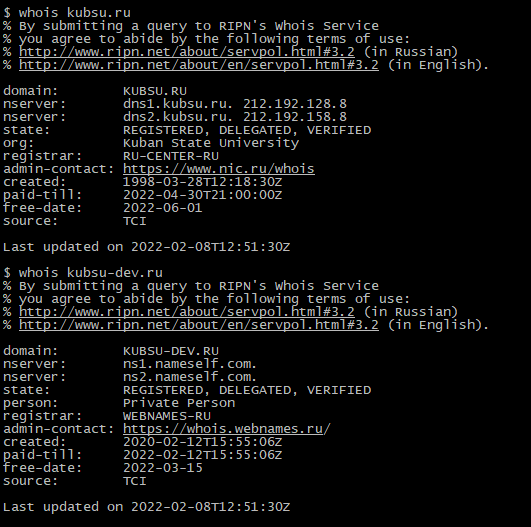 $ whois kubsu.ru
% By submitting a query to RIPN's Whois Service
% you agree to abide by the following terms of use:
% http://www.ripn.net/about/servpol.html#3.2 (in Russian)
% http://www.ripn.net/about/en/servpol.html#3.2 (in English).

domain:        KUBSU.RU
nserver:       dns1.kubsu.ru. 212.192.128.8
nserver:       dns2.kubsu.ru. 212.192.158.8
state:         REGISTERED, DELEGATED, VERIFIED
org:           Kuban State University
registrar:     RU-CENTER-RU
admin-contact: https://www.nic.ru/whois
created:       1998-03-28T12:18:30Z
paid-till:     2022-04-30T21:00:00Z
free-date:     2022-06-01
source:        TCI

Last updated on 2022-02-08T12:51:30Z

$ whois kubsu-dev.ru
% By submitting a query to RIPN's Whois Service
% you agree to abide by the following terms of use:
% http://www.ripn.net/about/servpol.html#3.2 (in Russian)
% http://www.ripn.net/about/en/servpol.html#3.2 (in English).

domain:        KUBSU-DEV.RU
nserver:       ns1.nameself.com.
nserver:       ns2.nameself.com.
state:         REGISTERED, DELEGATED, VERIFIED
person:        Private Person
registrar:     WEBNAMES-RU
admin-contact: https://whois.webnames.ru/
created:       2020-02-12T15:55:06Z
paid-till:     2022-02-12T15:55:06Z
free-date:     2022-03-15
source:        TCI

Last updated on 2022-02-08T12:51:30Z